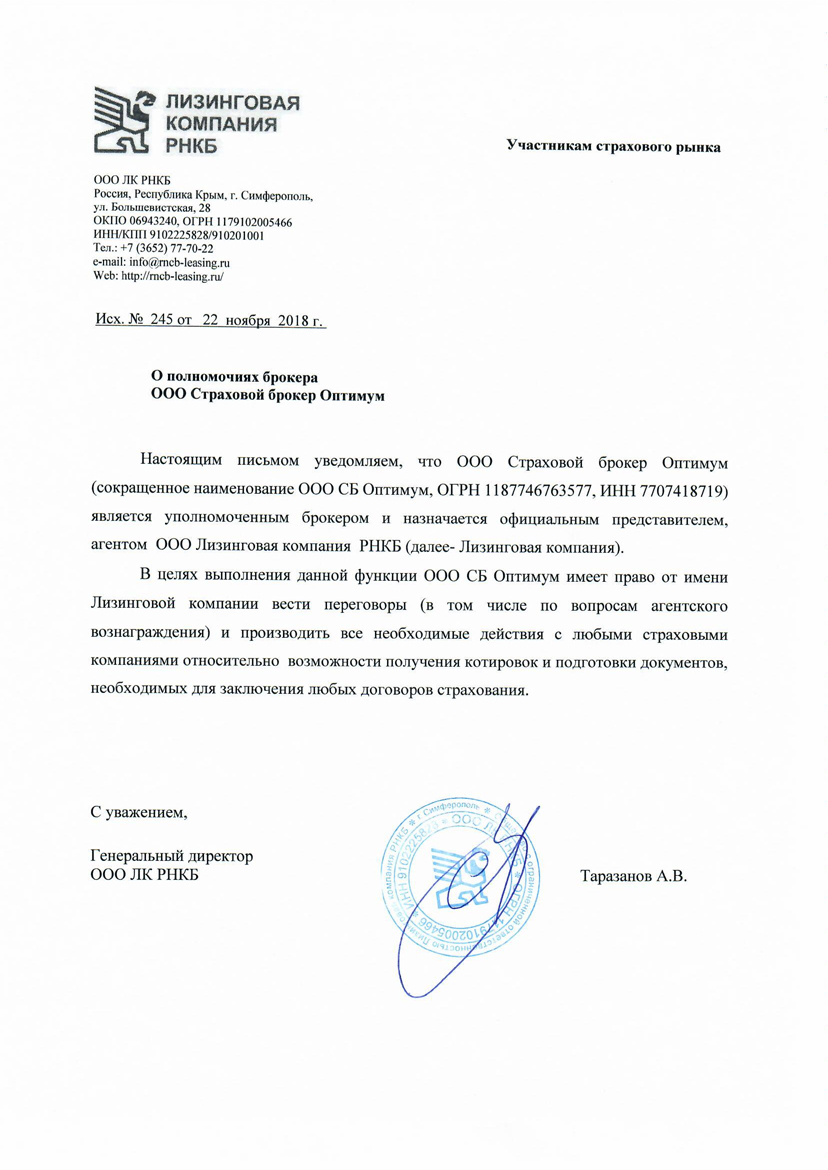 ЛИЗИНГОВАЯ
КОМПАНИЯ
РНКБ
Участникам страхового рынка
ООО ЛК РНКБ
Россия, Республика Крым, г. Симферополь,
ул. Большевистская, 28
ОКПО 06943240, ОГРН 1179102005466
ИНН/КПП 9102225828/910201001
Тел.: +7 (3652) 77-70-22
e-mail: info@rncb-leasing.ru
Web: http://rncb-leasing.ru/
Исх. № 245 от 22 ноября 2018 г.
О полномочиях брокера
ООО Страховой брокер Оптимум
Настоящим письмом уведомляем, что ООО Страховой брокер Оптимум
(сокращенное наименование ООО СБ Оптимум, ОГРН 1187746763577, ИНН 7707418719)
является уполномоченным брокером и назначается официальным представителем,
агентом ООО Лизинговая компания РНКБ (далее- Лизинговая компания).
В целях выполнения данной функции ООО СБ Оптимум имеет право от имени
Лизинговой компании вести переговоры (в том числе по вопросам агентского
вознаграждения) и производить все необходимые действия с любыми страховыми
компаниями относительно возможности получения котировок и подготовки документов,
необходимых для заключения любых договоров страхования.
С уважением,
Генеральный директор
ООО ЛК РНКБ
Таразанов А.В.
г. Симферополь
ограниченной ответственностью
компания РНКБ
ООО
ОГРН 1179102005466
ИНН